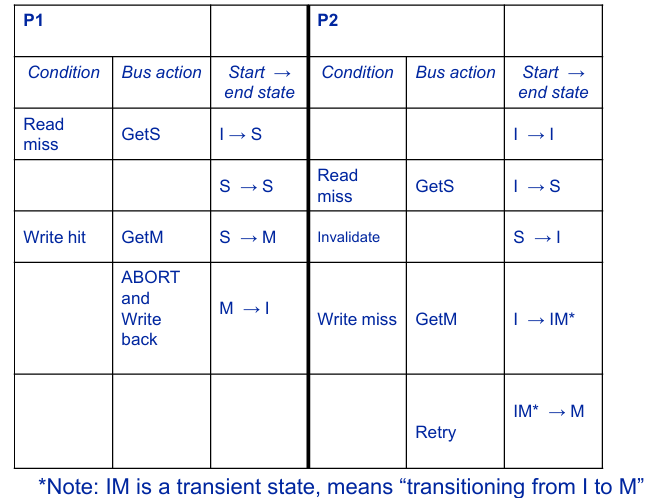 P1 P2
Condition Bus action Start → Condition Bus action Start →
end state end state
Read
miss GetS I → S I → I
S → S Read
miss GetS I → S
Write hit GetM S → M Invalidate S → I
ABORT
and
Write
back M → I Write miss GetM I → IM*
IM* → M
Retry
*Note: IM is a transient state, means “transitioning from I to M”